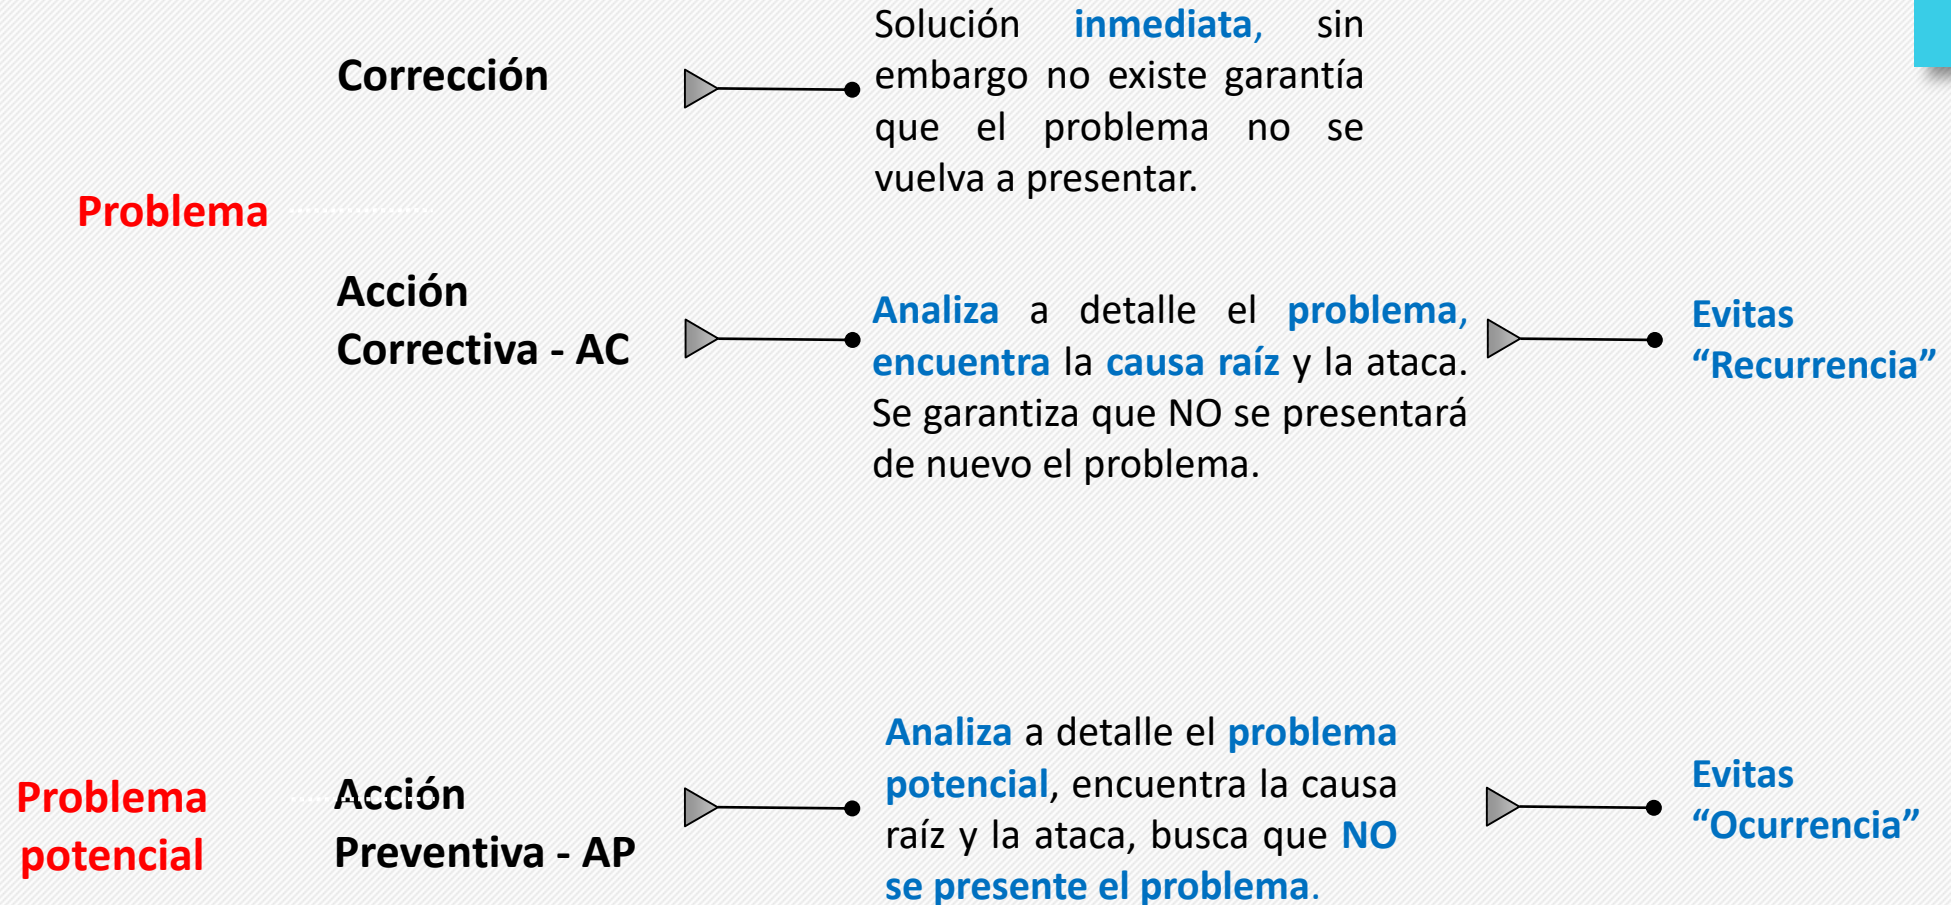 Corrección
Solución inmediata, sin
embargo no existe garantía
que el problema no se
vuelva a presentar.
Problema
Acción
Correctiva - AC
Analiza a detalle el problema,
encuentra la causa raíz y la ataca.
Se garantiza que NO se presentará
de nuevo el problema.
Evitas
“Recurrencia”
Problema
potencial
Acción
Preventiva - AP
Analiza a detalle el problema
potencial, encuentra la causa
raíz y la ataca, busca que NO
se presente el problema.
Evitas
“Ocurrencia”